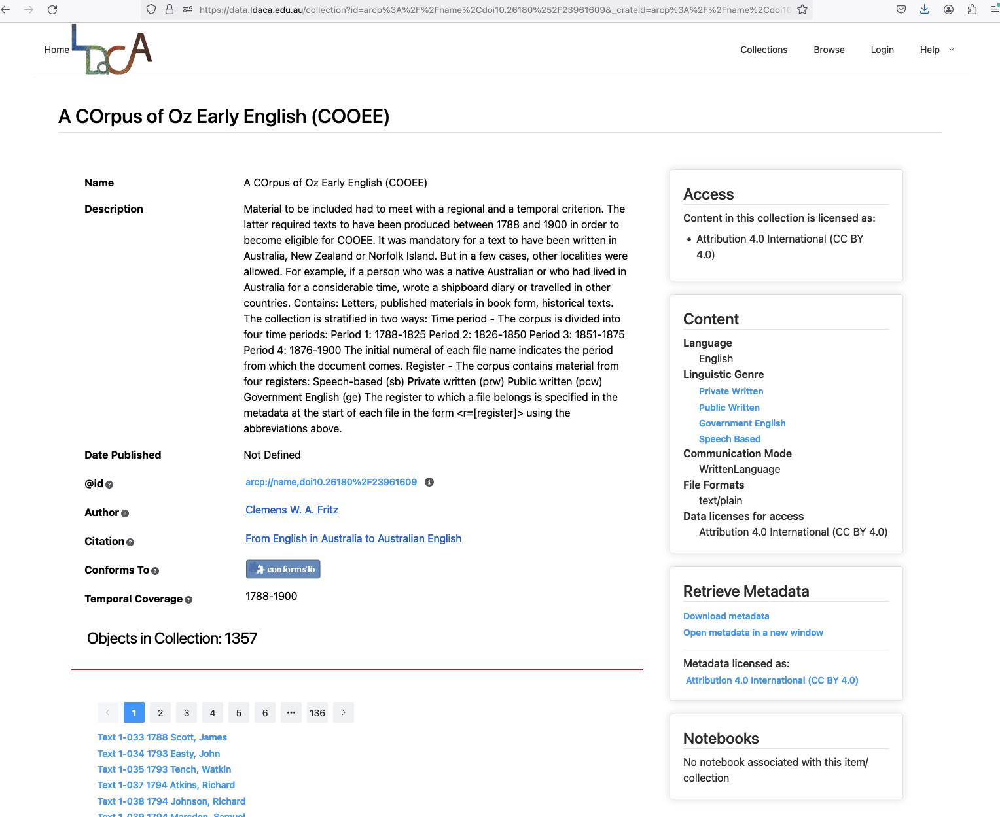 https://data.ldaca.edu.au/collection?id=arcp%3A%2F%2Fname%2Cdoi10.26180%252F23961609&_crateId=arcp%3A%2F%2Fname%2Cdoi10
Home
LDaCA
Collections
Browse
Login
Help
A COrpus of Oz Early English (COOEE)
Name
A COrpus of Oz Early English (COOEE)
Description
Material to be included had to meet with a regional and a temporal criterion. The
latter required texts to have been produced between 1788 and 1900 in order to
become eligible for COOEE. It was mandatory for a text to have been written in
Australia, New Zealand or Norfolk Island. But in a few cases, other localities were
allowed. For example, if a person who was a native Australian or who had lived in
Australia for a considerable time, wrote a shipboard diary or travelled in other
countries. Contains: Letters, published materials in book form, historical texts.
The collection is stratified in two ways: Time period - The corpus is divided into
four time periods: Period 1: 1788-1825 Period 2: 1826-1850 Period 3: 1851-1875
Period 4: 1876-1900 The initial numeral of each file name indicates the period
from which the document comes. Register - The corpus contains material from
four registers: Speech-based (sb) Private written (prw) Public written (pcw)
Government English (ge) The register to which a file belongs is specified in the
metadata at the start of each file in the form <r=[register]> using the
abbreviations above.
Date Published
Not Defined
@id
arcp://name,doi10.26180%2F23961609
Author
Clemens W. A. Fritz
Citation
From English in Australia to Australian English
Conforms To
conformsTo
Temporal Coverage
1788-1900
Objects in Collection: 1357
1 2 3 4 5 6 ••• 136
Text 1-033 1788 Scott, James
Text 1-034 1793 Easty, John
Text 1-035 1793 Tench, Watkin
Text 1-037 1794 Atkins, Richard
Text 1-038 1794 Johnson, Richard
Text 1-039 1794 Marsden, Samuel
Access
Content in this collection is licensed as:
• Attribution 4.0 International (CC BY
4.0)
Content
Language
English
Linguistic Genre
Private Written
Public Written
Government English
Speech Based
Communication Mode
WrittenLanguage
File Formats
text/plain
Data licenses for access
Attribution 4.0 International (CC BY 4.0)
Retrieve Metadata
Download metadata
Open metadata in a new window
Metadata licensed as:
Attribution 4.0 International (CC BY 4.0)
Notebooks
No notebook associated with this item/
collection